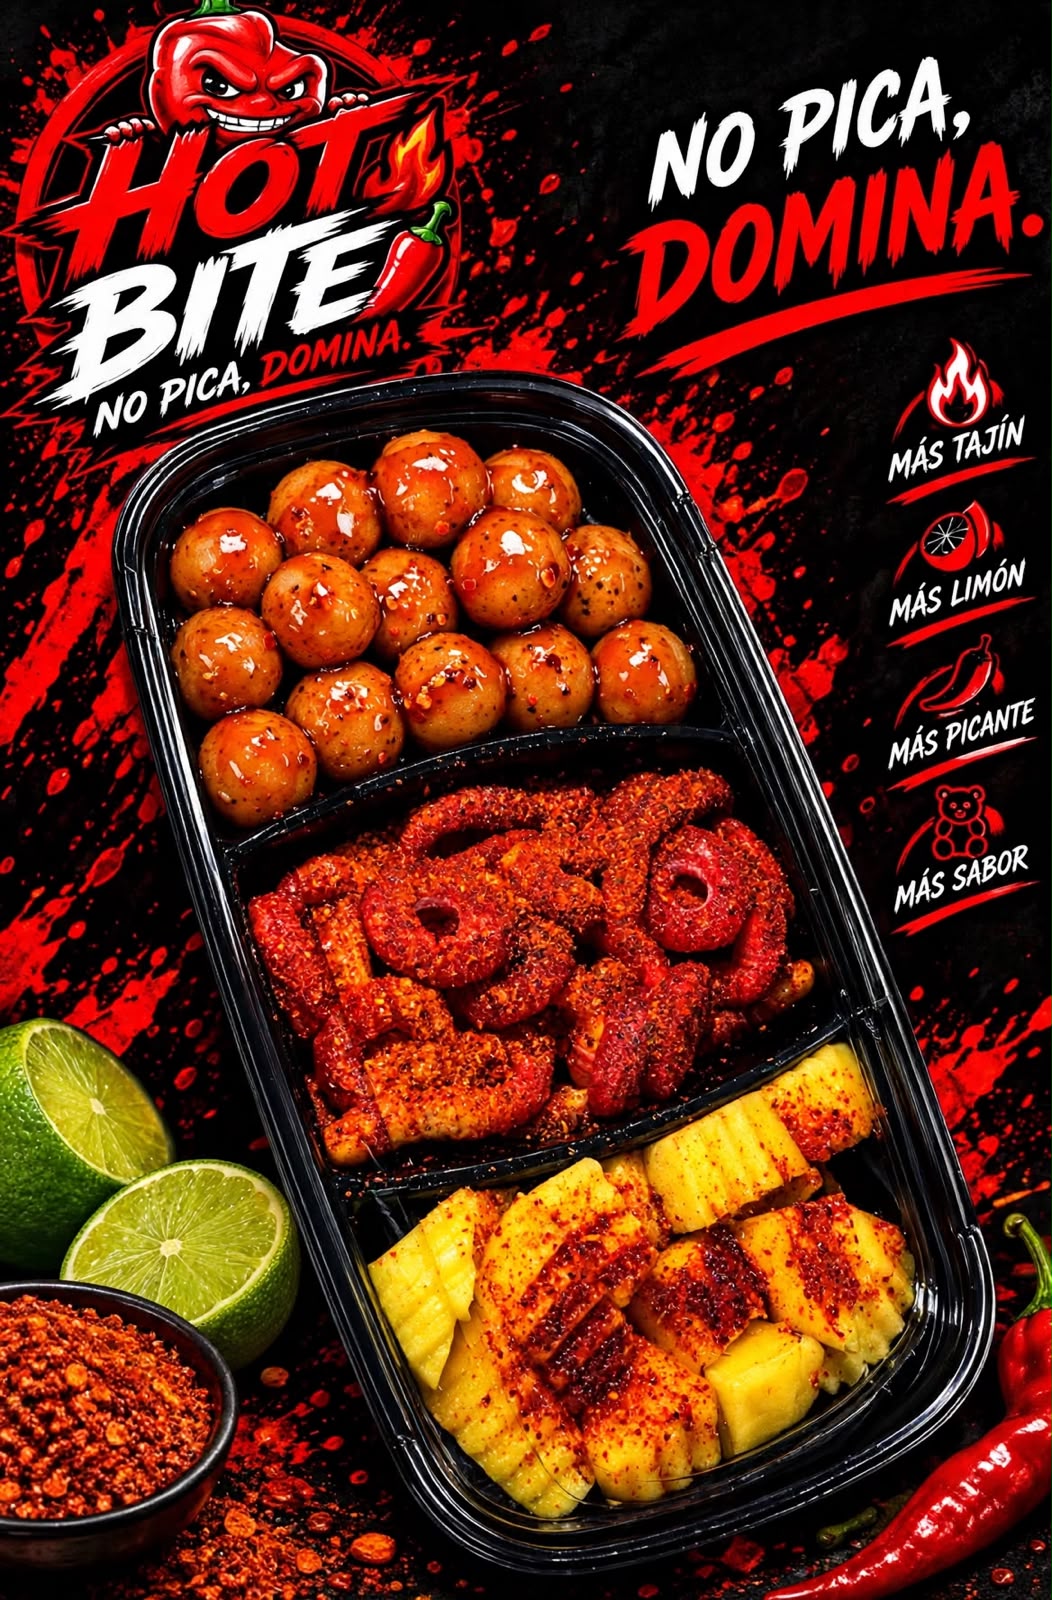 HOT
BITE
NO PICA, DOMINA.
NO PICA,
DOMINA.
MÁS TAJÍN
MÁS LIMÓN
MÁS PICANTE
MÁS SABOR